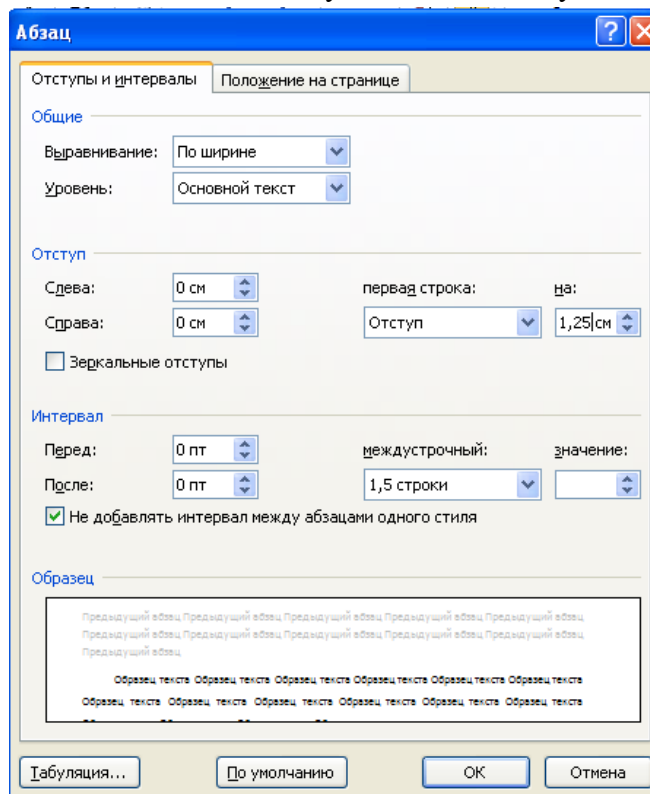 Абзац
Отступы и интервалы Положение на странице
Общие
Выравнивание: По ширине
Уровень: Основной текст
Отступ
Слева: 0 см первая строка: на:
Справа: 0 см Отступ 1,25 см
Зеркальные отступы
Интервал
Перед: 0 пт междустрочный: значение:
После: 0 пт 1,5 строки
Не добавлять интервал между абзацами одного стиля
Образец
Предыдущий абзац Предыдущий абзац Предыдущий абзац Предыдущий абзац Предыдущий абзац
Предыдущий абзац Предыдущий абзац Предыдущий абзац Предыдущий абзац Предыдущий абзац
Предыдущий абзац
Образец текста Образец текста Образец текста Образец текста Образец текста Образец текста
Образец текста Образец текста Образец текста Образец текста Образец текста Образец текста
Табуляция... По умолчанию ОК Отмена